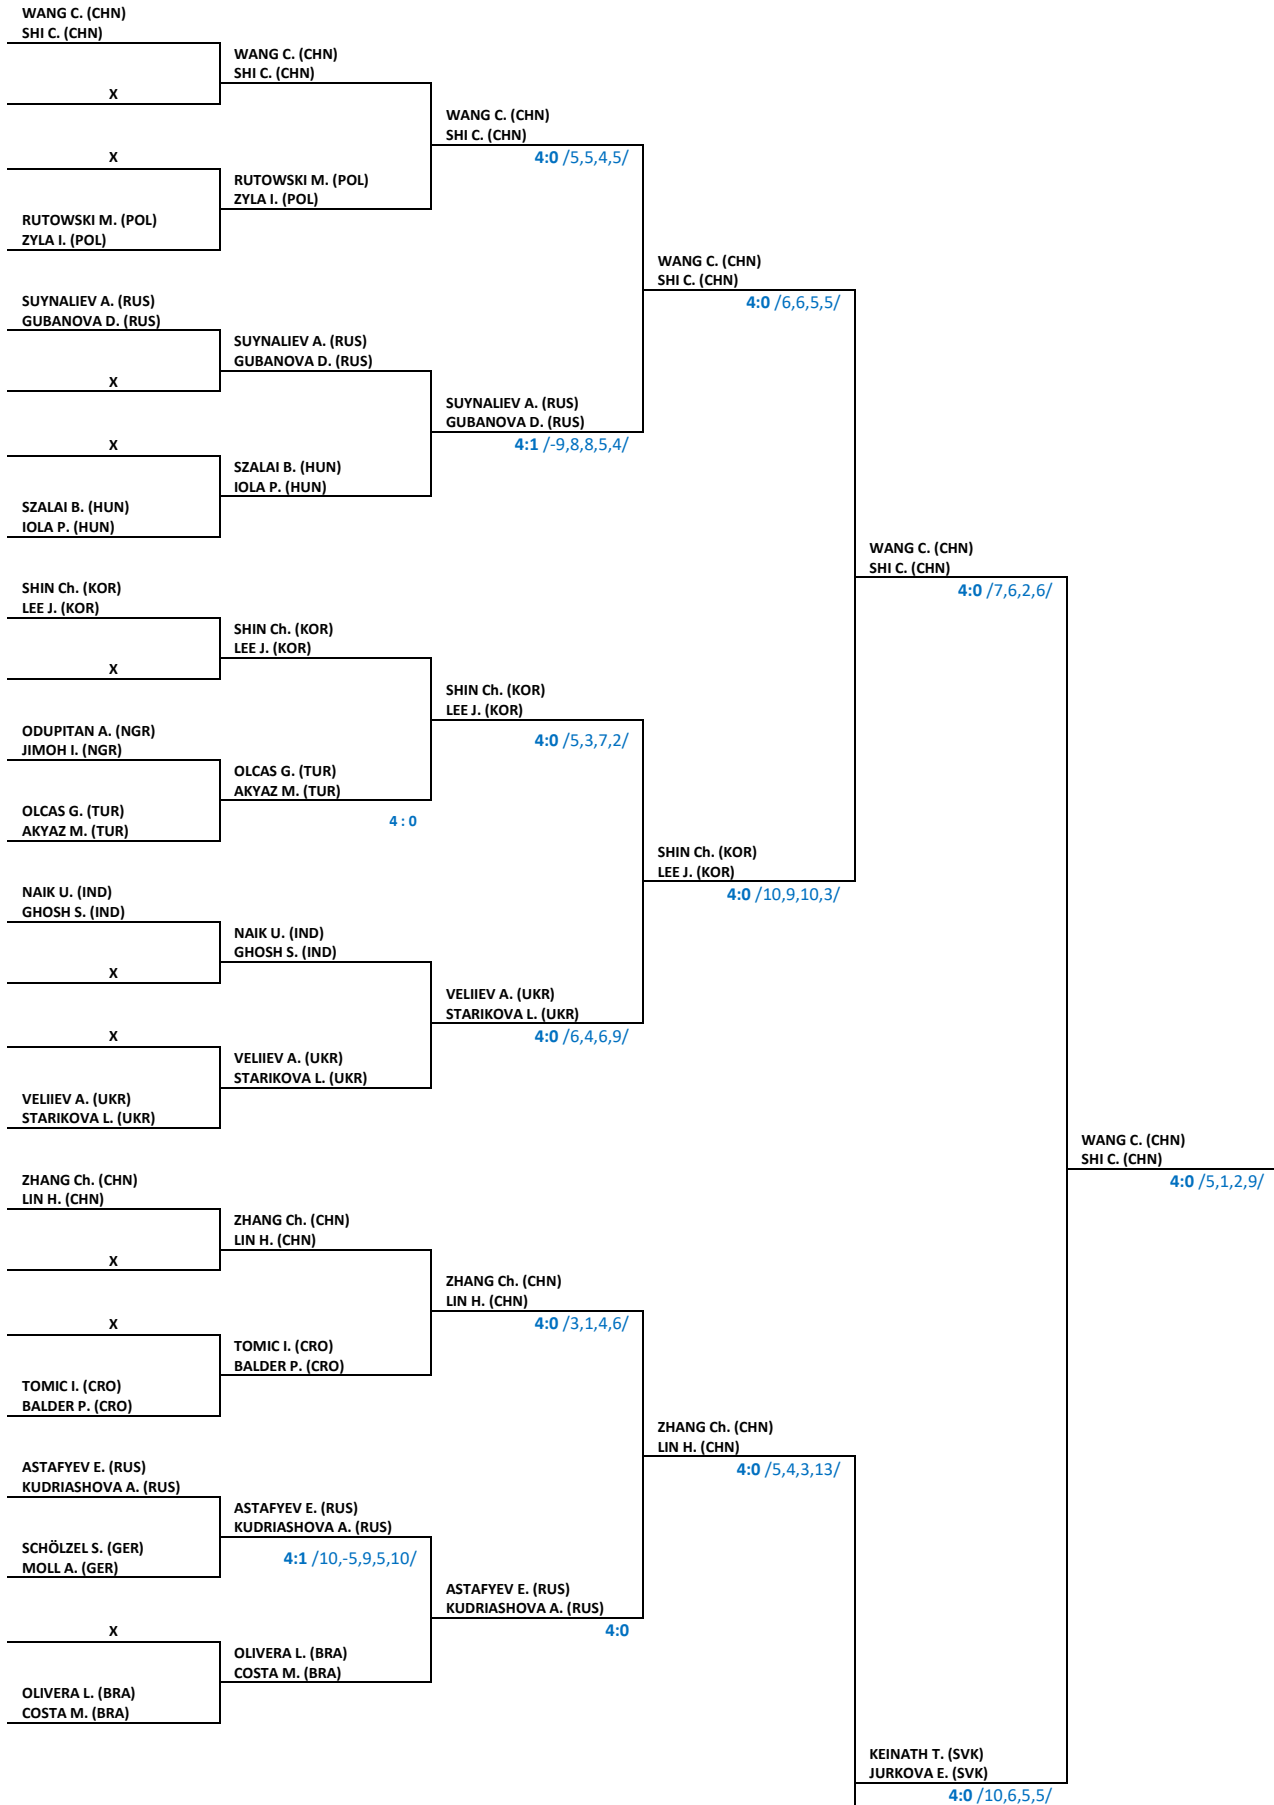 WANG C. (CHN)
SHI C. (CHN)
X
X
RUTOWSKI M. (POL)
ZYLA I. (POL)
SUYNALIEV A. (RUS)
GUBANOVA D. (RUS)
X
X
SZALAI B. (HUN)
IOLA P. (HUN)
SHIN Ch. (KOR)
LEE J. (KOR)
X
ODUPITAN A. (NGR)
JIMOH I. (NGR)
OLCAS G. (TUR)
AKYAZ M. (TUR)
NAIK U. (IND)
GHOSH S. (IND)
X
X
VELIIEV A. (UKR)
STARIKOVA L. (UKR)
ZHANG Ch. (CHN)
LIN H. (CHN)
X
X
TOMIC I. (CRO)
BALDER P. (CRO)
ASTAFYEV E. (RUS)
KUDRIASHOVA A. (RUS)
SCHÖLZEL S. (GER)
MOLL A. (GER)
X
OLIVERA L. (BRA)
COSTA M. (BRA)
WANG C. (CHN)
SHI C. (CHN)
RUTOWSKI M. (POL)
ZYLA I. (POL)
SUYNALIEV A. (RUS)
GUBANOVA D. (RUS)
SZALAI B. (HUN)
IOLA P. (HUN)
SHIN Ch. (KOR)
LEE J. (KOR)
OLCAS G. (TUR)
AKYAZ M. (TUR)
4 : 0
NAIK U. (IND)
GHOSH S. (IND)
VELIIEV A. (UKR)
STARIKOVA L. (UKR)
ZHANG Ch. (CHN)
LIN H. (CHN)
TOMIC I. (CRO)
BALDER P. (CRO)
ASTAFYEV E. (RUS)
KUDRIASHOVA A. (RUS)
4:1 /10,-5,9,5,10/
OLIVERA L. (BRA)
COSTA M. (BRA)
WANG C. (CHN)
SHI C. (CHN)
4:0 /5,5,4,5/
SUYNALIEV A. (RUS)
GUBANOVA D. (RUS)
4:1 /-9,8,8,5,4/
SHIN Ch. (KOR)
LEE J. (KOR)
4:0 /5,3,7,2/
VELIIEV A. (UKR)
STARIKOVA L. (UKR)
4:0 /6,4,6,9/
ZHANG Ch. (CHN)
LIN H. (CHN)
4:0 /3,1,4,6/
ASTAFYEV E. (RUS)
KUDRIASHOVA A. (RUS)
4:0
WANG C. (CHN)
SHI C. (CHN)
4:0 /6,6,5,5/
SHIN Ch. (KOR)
LEE J. (KOR)
4:0 /10,9,10,3/
ZHANG Ch. (CHN)
LIN H. (CHN)
4:0 /5,4,3,13/
WANG C. (CHN)
SHI C. (CHN)
4:0 /7,6,2,6/
KEINATH T. (SVK)
JURKOVA E. (SVK)
4:0 /10,6,5,5/
WANG C. (CHN)
SHI C. (CHN)
4:0 /5,1,2,9/